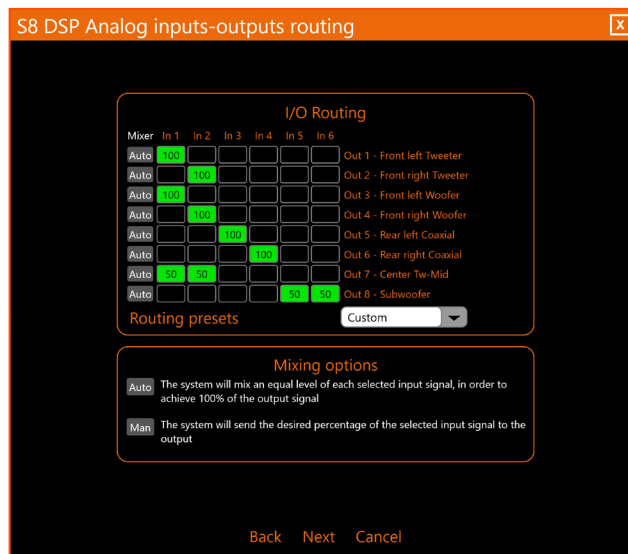 S8 DSP Analog inputs-outputs routing X
I/O Routing
Mixer In 1 In 2 In 3 In 4 In 5 In 6
Auto 100 Out 1 - Front left Tweeter
Auto 100 Out 2 - Front right Tweeter
Auto 100 Out 3 - Front left Woofer
Auto 100 Out 4 - Front right Woofer
Auto 100 Out 5 - Rear left Coaxial
Auto 100 Out 6 - Rear right Coaxial
Auto 50 50 Out 7 - Center Tw-Mid
Auto 50 50 Out 8 - Subwoofer
Routing presets Custom
Mixing options
Auto The system will mix an equal level of each selected input signal, in order to
achieve 100% of the output signal
Man The system will send the desired percentage of the selected input signal to the
output
Back Next Cancel